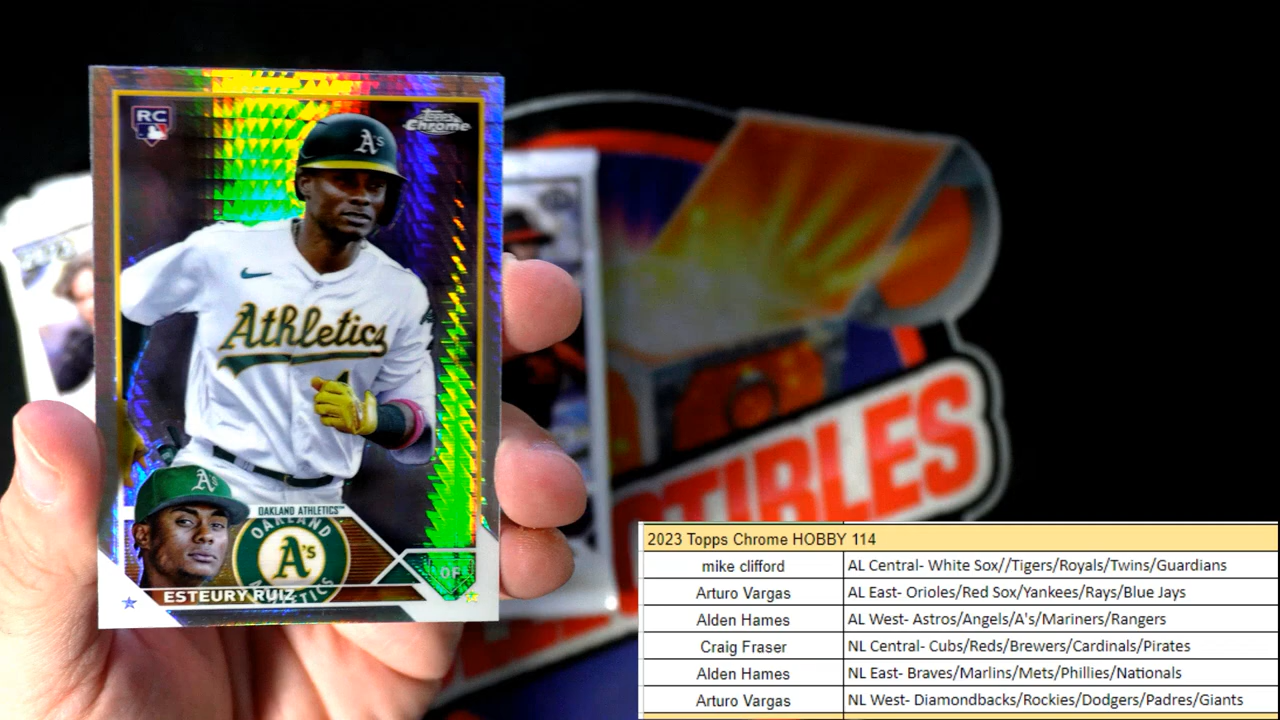 RC
Topps
Chrome
A's
Athletics
A's
OAKLAND ATHLETICS™
OAKLAND
A's
ATHLETICS
OF
ESTEURY RUIZ
TIBLES
2023 Topps Chrome HOBBY 114
mike clifford AL Central- White Sox//Tigers/Royals/Twins/Guardians
Arturo Vargas AL East- Orioles/Red Sox/Yankees/Rays/Blue Jays
Alden Hames AL West- Astros/Angels/A's/Mariners/Rangers
Craig Fraser NL Central- Cubs/Reds/Brewers/Cardinals/Pirates
Alden Hames NL East- Braves/Marlins/Mets/Phillies/Nationals
Arturo Vargas NL West- Diamondbacks/Rockies/Dodgers/Padres/Giants